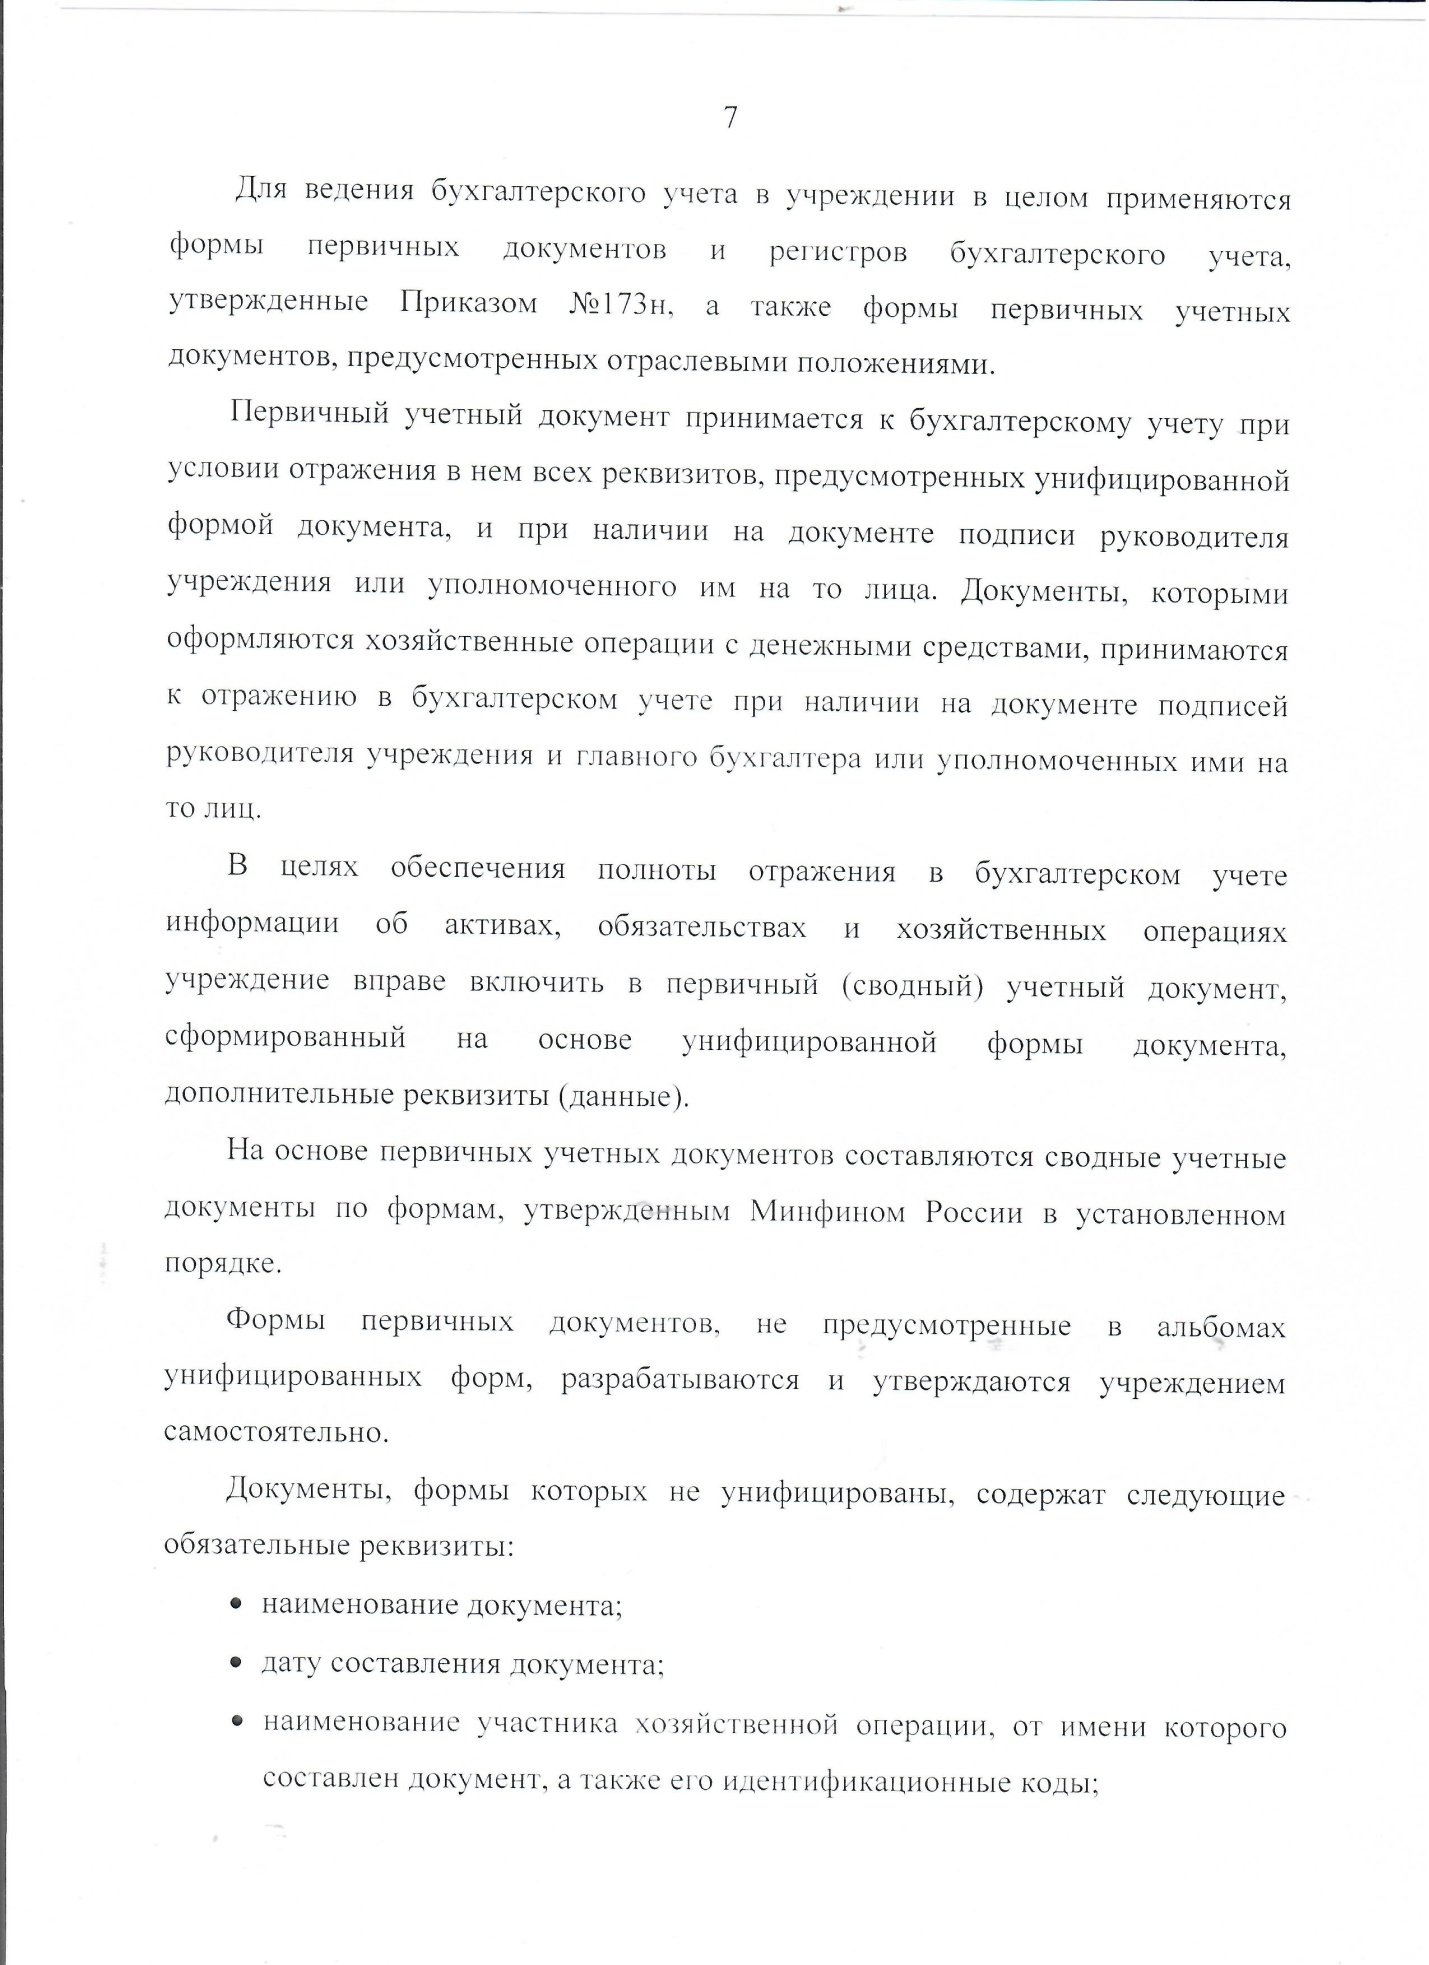 7
Для ведения бухгалтерского учета в учреждении в целом применяются
формы первичных документов и регистров бухгалтерского учета,
утвержденные Приказом №173н, а также формы первичных учетных
документов, предусмотренных отраслевыми положениями.
Первичный учетный документ принимается к бухгалтерскому учету при
условии отражения в нем всех реквизитов, предусмотренных унифицированной
формой документа, и при наличии на документе подписи руководителя
учреждения или уполномоченного им на то лица. Документы, которыми
оформляются хозяйственные операции с денежными средствами, принимаются
к отражению в бухгалтерском учете при наличии на документе подписей
руководителя учреждения и главного бухгалтера или уполномоченных ими на
то лиц.
В целях обеспечения полноты отражения в бухгалтерском учете
информации об активах, обязательствах и хозяйственных операциях
учреждение вправе включить в первичный (сводный) учетный документ,
сформированный на основе унифицированной формы документа,
дополнительные реквизиты (данные).
На основе первичных учетных документов составляются сводные учетные
документы по формам, утвержденным Минфином России в установленном
порядке.
Формы первичных документов, не предусмотренные в альбомах
унифицированных форм, разрабатываются и утверждаются учреждением
самостоятельно.
Документы, формы которых не унифицированы, содержат следующие
обязательные реквизиты:
• наименование документа;
• дату составления документа;
• наименование участника хозяйственной операции, от имени которого
составлен документ, а также его идентификационные коды;